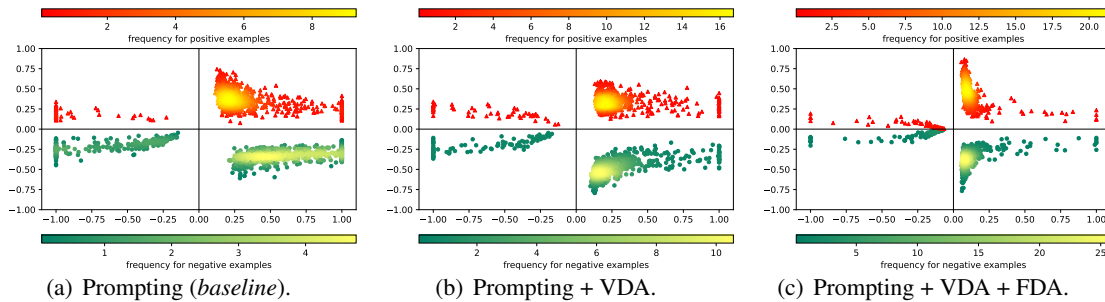 2 4 6 8
frequency for positive examples
1.00
0.75
0.50
0.25
0.00
−0.25
−0.50
−0.75
−1.00
−1.00 −0.75 −0.50 −0.25 0.00 0.25 0.50 0.75 1.00
1 2 3 4
frequency for negative examples
(a) Prompting (baseline).
2 4 6 8 10 12 14 16
frequency for positive examples
1.00
0.75
0.50
0.25
0.00
−0.25
−0.50
−0.75
−1.00
−1.00 −0.75 −0.50 −0.25 0.00 0.25 0.50 0.75 1.00
2 4 6 8 10
frequency for negative examples
(b) Prompting + VDA.
2.5 5.0 7.5 10.0 12.5 15.0 17.5 20.0
frequency for positive examples
1.00
0.75
0.50
0.25
0.00
−0.25
−0.50
−0.75
−1.00
−1.00 −0.75 −0.50 −0.25 0.00 0.25 0.50 0.75 1.00
5 10 15 20 25
frequency for negative examples
(c) Prompting + VDA + FDA.